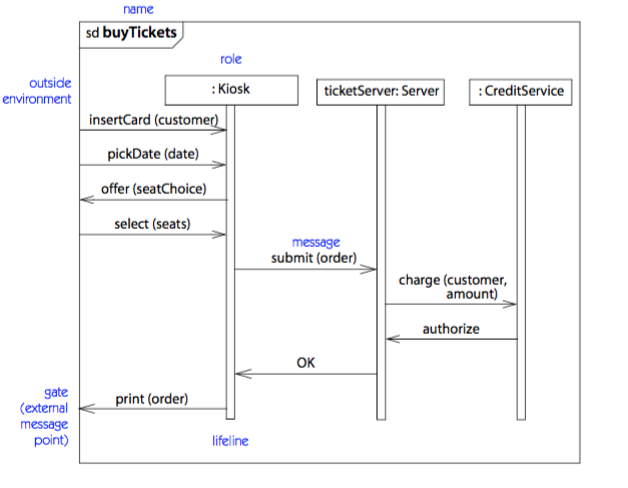 name
sd buyTickets
role
outside
environment
: Kiosk
ticketServer: Server
: CreditService
insertCard (customer)
pickDate (date)
offer (seatChoice)
select (seats)
message
submit (order)
charge (customer,
amount)
authorize
OK
gate
(external
message
point)
print (order)
lifeline